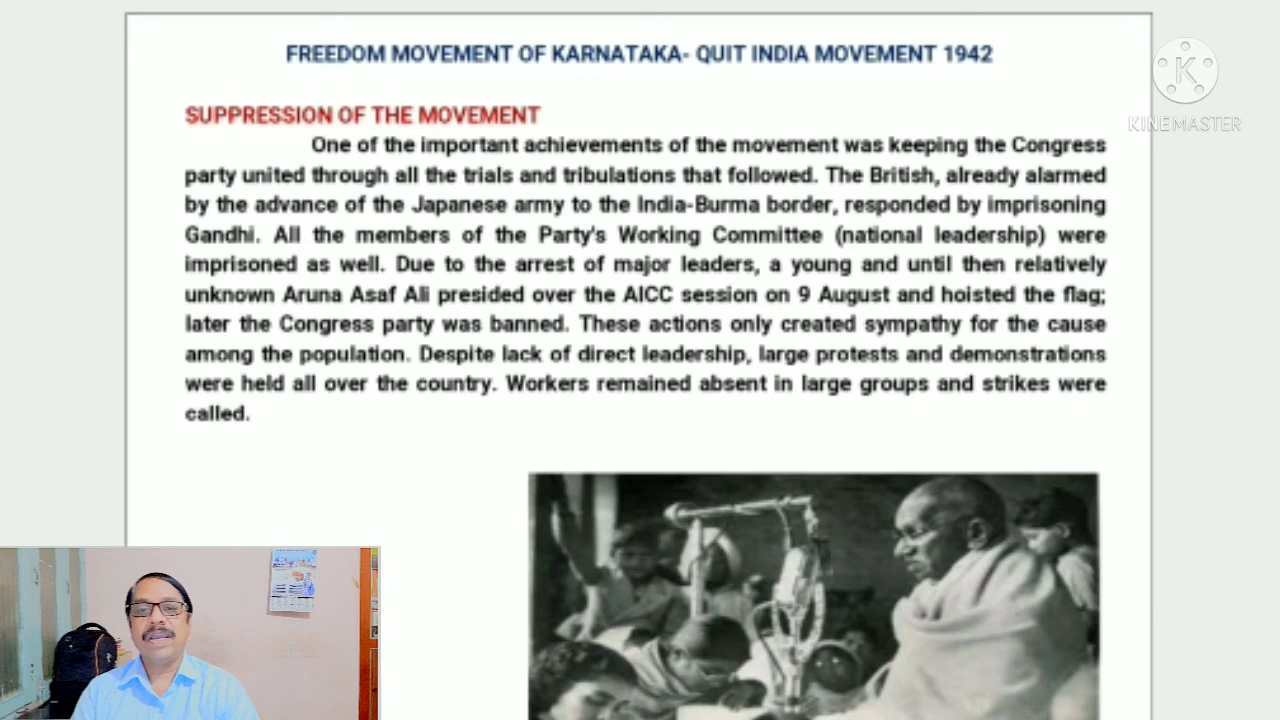 FREEDOM MOVEMENT OF KARNATAKA- QUIT INDIA MOVEMENT 1942
K
KINEMASTER
SUPPRESSION OF THE MOVEMENT
One of the important achievements of the movement was keeping the Congress
party united through all the trials and tribulations that followed. The British, already alarmed
by the advance of the Japanese army to the India-Burma border, responded by imprisoning
Gandhi. All the members of the Party's Working Committee (national leadership) were
imprisoned as well. Due to the arrest of major leaders, a young and until then relatively
unknown Aruna Asaf Ali presided over the AICC session on 9 August and hoisted the flag;
later the Congress party was banned. These actions only created sympathy for the cause
among the population. Despite lack of direct leadership, large protests and demonstrations
were held all over the country. Workers remained absent in large groups and strikes were
called.